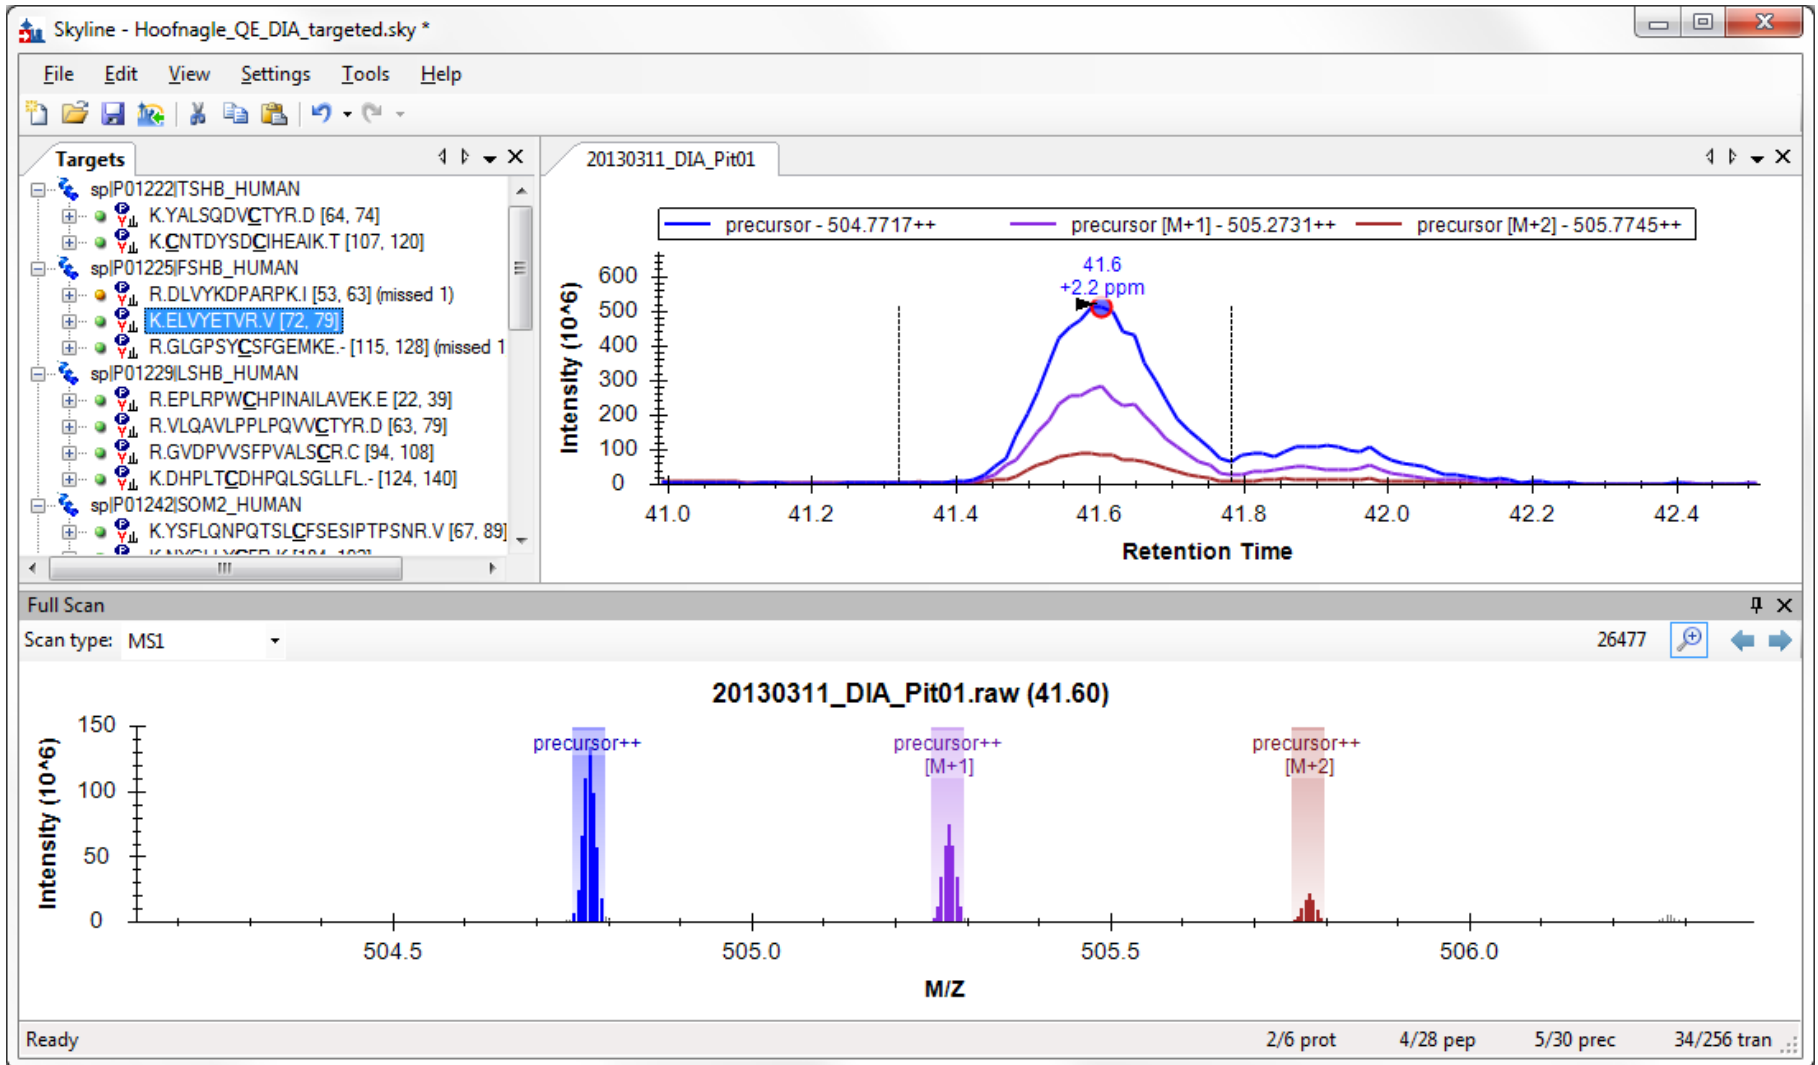 Skyline - Hoofnagle_QE_DIA_targeted.sky *
File Edit View Settings Tools Help
Targets
sp|P01222|TSHB_HUMAN
K.YALSQDVCTYR.D [64, 74]
K.CNTDYSDCIHEAIK.T [107, 120]
sp|P01225|FSHB_HUMAN
R.DLVYKDPARPK.I [53, 63] (missed 1)
K.ELVYETVR.V [72, 79]
R.GLGPSYCSFGEMKE.- [115, 128] (missed 1
sp|P01229|LSHB_HUMAN
R.EPLRPWCHPINAILAVEK.E [22, 39]
R.VLQAVLPPLPQVVCTYR.D [63, 79]
R.GVDPVVSFPVALSCR.C [94, 108]
K.DHPLTCDHPQLSGLLFL.- [124, 140]
sp|P01242|SOM2_HUMAN
K.YSFLQNPQTSLCFSESIPTPSNR.V [67, 89]
20130311_DIA_Pit01
precursor - 504.7717++ precursor [M+1] - 505.2731++ precursor [M+2] - 505.7745++
41.6
+2.2 ppm
Intensity (10^6)
600
500
400
300
200
100
0
41.0 41.2 41.4 41.6 41.8 42.0 42.2 42.4
Retention Time
Full Scan
Scan type: MS1 26477
20130311_DIA_Pit01.raw (41.60)
Intensity (10^6)
150
100
50
0
precursor++ precursor++ precursor++
[M+1] [M+2]
504.5 505.0 505.5 506.0
M/Z
Ready 2/6 prot 4/28 pep 5/30 prec 34/256 tran